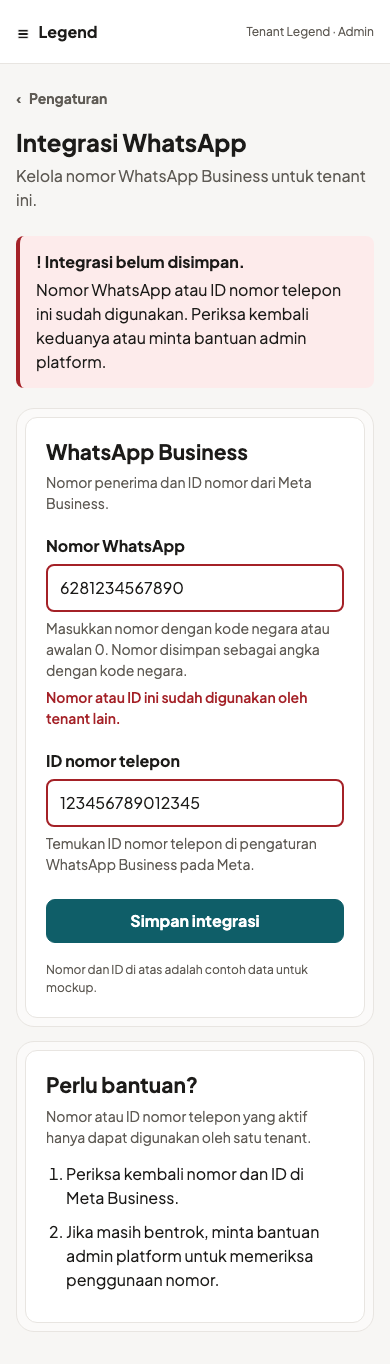 ≡ Legend
Tenant Legend · Admin
‹ Pengaturan
Integrasi WhatsApp
Kelola nomor WhatsApp Business untuk tenant
ini.
! Integrasi belum disimpan.
Nomor WhatsApp atau ID nomor telepon
ini sudah digunakan. Periksa kembali
keduanya atau minta bantuan admin
platform.
WhatsApp Business
Nomor penerima dan ID nomor dari Meta
Business.
Nomor WhatsApp
6281234567890
Masukkan nomor dengan kode negara atau
awalan 0. Nomor disimpan sebagai angka
dengan kode negara.
Nomor atau ID ini sudah digunakan oleh
tenant lain.
ID nomor telepon
123456789012345
Temukan ID nomor telepon di pengaturan
WhatsApp Business pada Meta.
Simpan integrasi
Nomor dan ID di atas adalah contoh data untuk
mockup.
Perlu bantuan?
Nomor atau ID nomor telepon yang aktif
hanya dapat digunakan oleh satu tenant.
1. Periksa kembali nomor dan ID di
Meta Business.
2. Jika masih bentrok, minta bantuan
admin platform untuk memeriksa
penggunaan nomor.